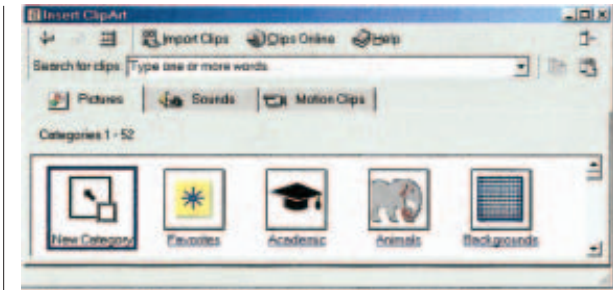 Insert ClipArt
Import Clips Clips Online Help
Search for clips: Type one or more words
Pictures Sounds Motion Clips
Categories 1 - 52
New Category Favorites Academic Animals Backgrounds